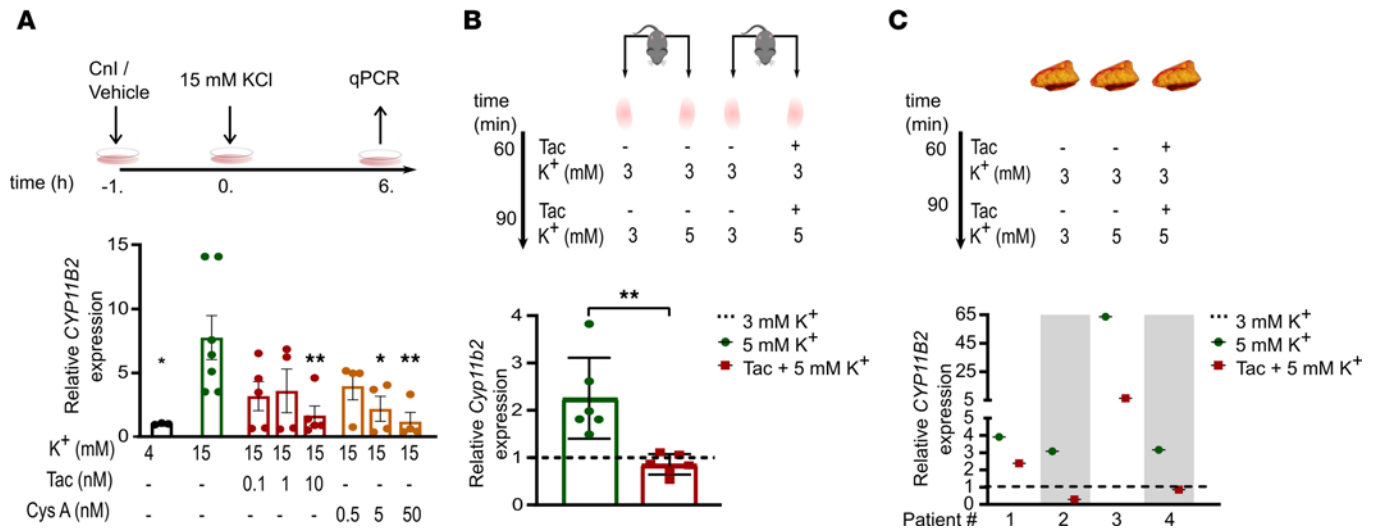 A
CnI /
Vehicle
15 mM KCl
qPCR
time (h)
-1.
0.
6.
Relative CYP11B2
expression
15
10
5
0
*
**
*
**
K+ (mM)
4 15 15 15 15 15 15 15
Tac (nM)
- - 0.1 1 10 - - -
Cys A (nM)
- - - - - 0.5 5 50
B
time
(min)
60
Tac - - - +
K+ (mM) 3 3 3 3
90
Tac - - - +
K+ (mM) 3 5 3 5
Relative Cyp11b2
expression
4
3
2
1
0
**
3 mM K+
5 mM K+
Tac + 5 mM K+
C
time
(min)
60
Tac - - +
K+ (mM) 3 3 3
90
Tac - - +
K+ (mM) 3 5 5
Relative CYP11B2
expression
65
45
25
5
5
4
3
2
1
0
Patient # 1 2 3 4
3 mM K+
5 mM K+
Tac + 5 mM K+